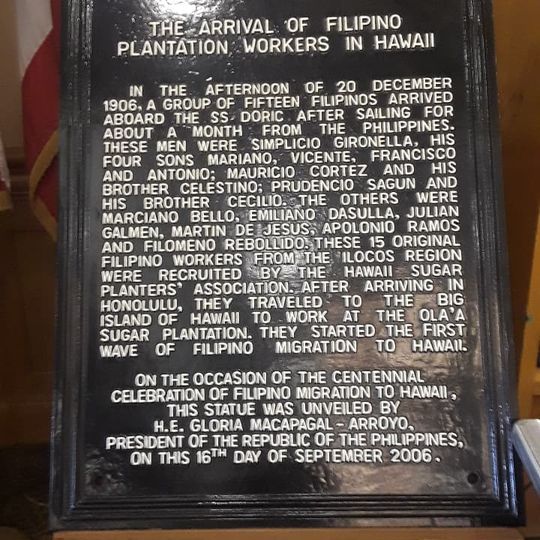 THE ARRIVAL OF FILIPINO
PLANTATION WORKERS IN HAWAII
IN THE AFTERNOON OF 20 DECEMBER
1906, A GROUP OF FIFTEEN FILIPINOS ARRIVED
ABOARD THE SS DORIC AFTER SAILING FOR
ABOUT A MONTH FROM THE PHILIPPINES.
THESE MEN WERE SIMPLICIO GIRONELLA, HIS
FOUR SONS MARIANO, VICENTE, FRANCISCO
AND ANTONIO; MAURICIO CORTEZ AND HIS
BROTHER CELESTINO; PRUDENCIO SAGUN AND
HIS BROTHER CECILIO. THE OTHERS WERE
MARCIANO BELLO, EMILIANO DASULLA, JULIAN
GALMEN, MARTIN DE JESUS, APOLONIO RAMOS
AND FILOMENO REBOLLIDO. THESE 15 ORIGINAL
FILIPINO WORKERS FROM THE ILOCOS REGION
WERE RECRUITED BY THE HAWAII SUGAR
PLANTERS' ASSOCIATION. AFTER ARRIVING IN
HONOLULU, THEY TRAVELED TO THE BIG
ISLAND OF HAWAII TO WORK AT THE OLA'A
SUGAR PLANTATION. THEY STARTED THE FIRST
WAVE OF FILIPINO MIGRATION TO HAWAII.
ON THE OCCASION OF THE CENTENNIAL
CELEBRATION OF FILIPINO MIGRATION TO HAWAII,
THIS STATUE WAS UNVEILED BY
H.E. GLORIA MACAPAGAL - ARROYO,
PRESIDENT OF THE REPUBLIC OF THE PHILIPPINES,
ON THIS 16TH DAY OF SEPTEMBER 2006.